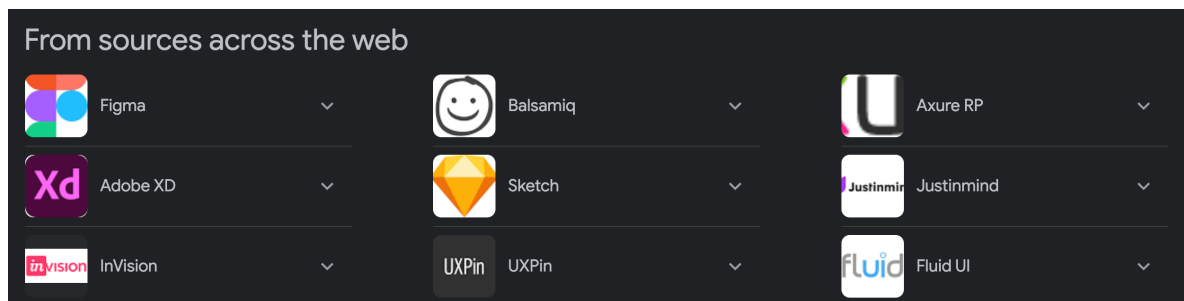 From sources across the web
Figma
Balsamiq
Axure RP
Xd Adobe XD
Sketch
Justinmin Justinmind
invision InVision
UXPin UXPin
fluid Fluid UI